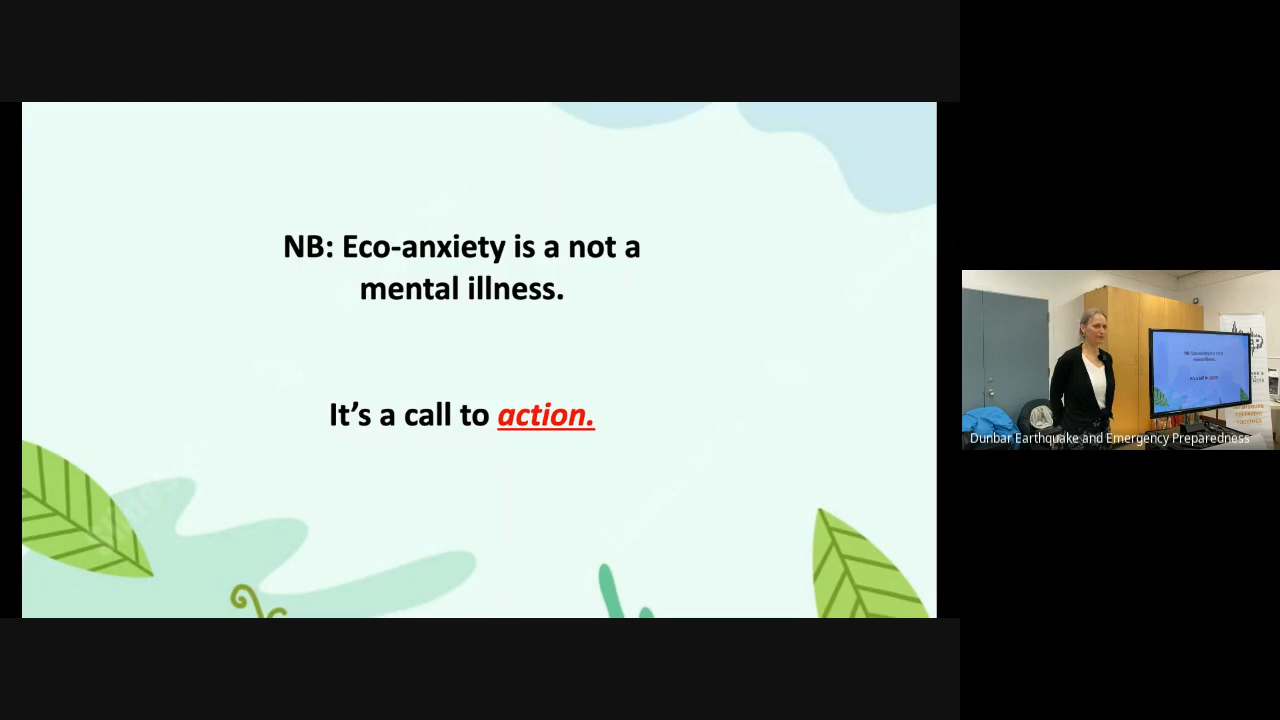 NB: Eco-anxiety is a not a
mental illness.
It's a call to action.
Dunbar Earthquake and Emergency Preparedness